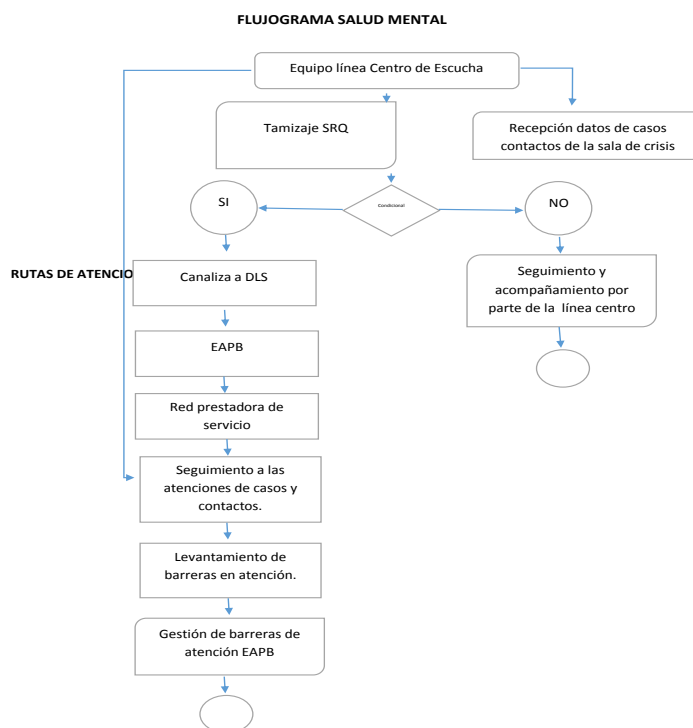 FLUJOGRAMA SALUD MENTAL
Equipo línea Centro de Escucha
Tamizaje SRQ
Recepción datos de casos
contactos de la sala de crisis
SI
Condicional
NO
RUTAS DE ATENCIO
Canaliza a DLS
Seguimiento y
acompañamiento por
parte de la línea centro
EAPB
Red prestadora de
servicio
Seguimiento a las
atenciones de casos y
contactos.
Levantamiento de
barreras en atención.
Gestión de barreras de
atención EAPB